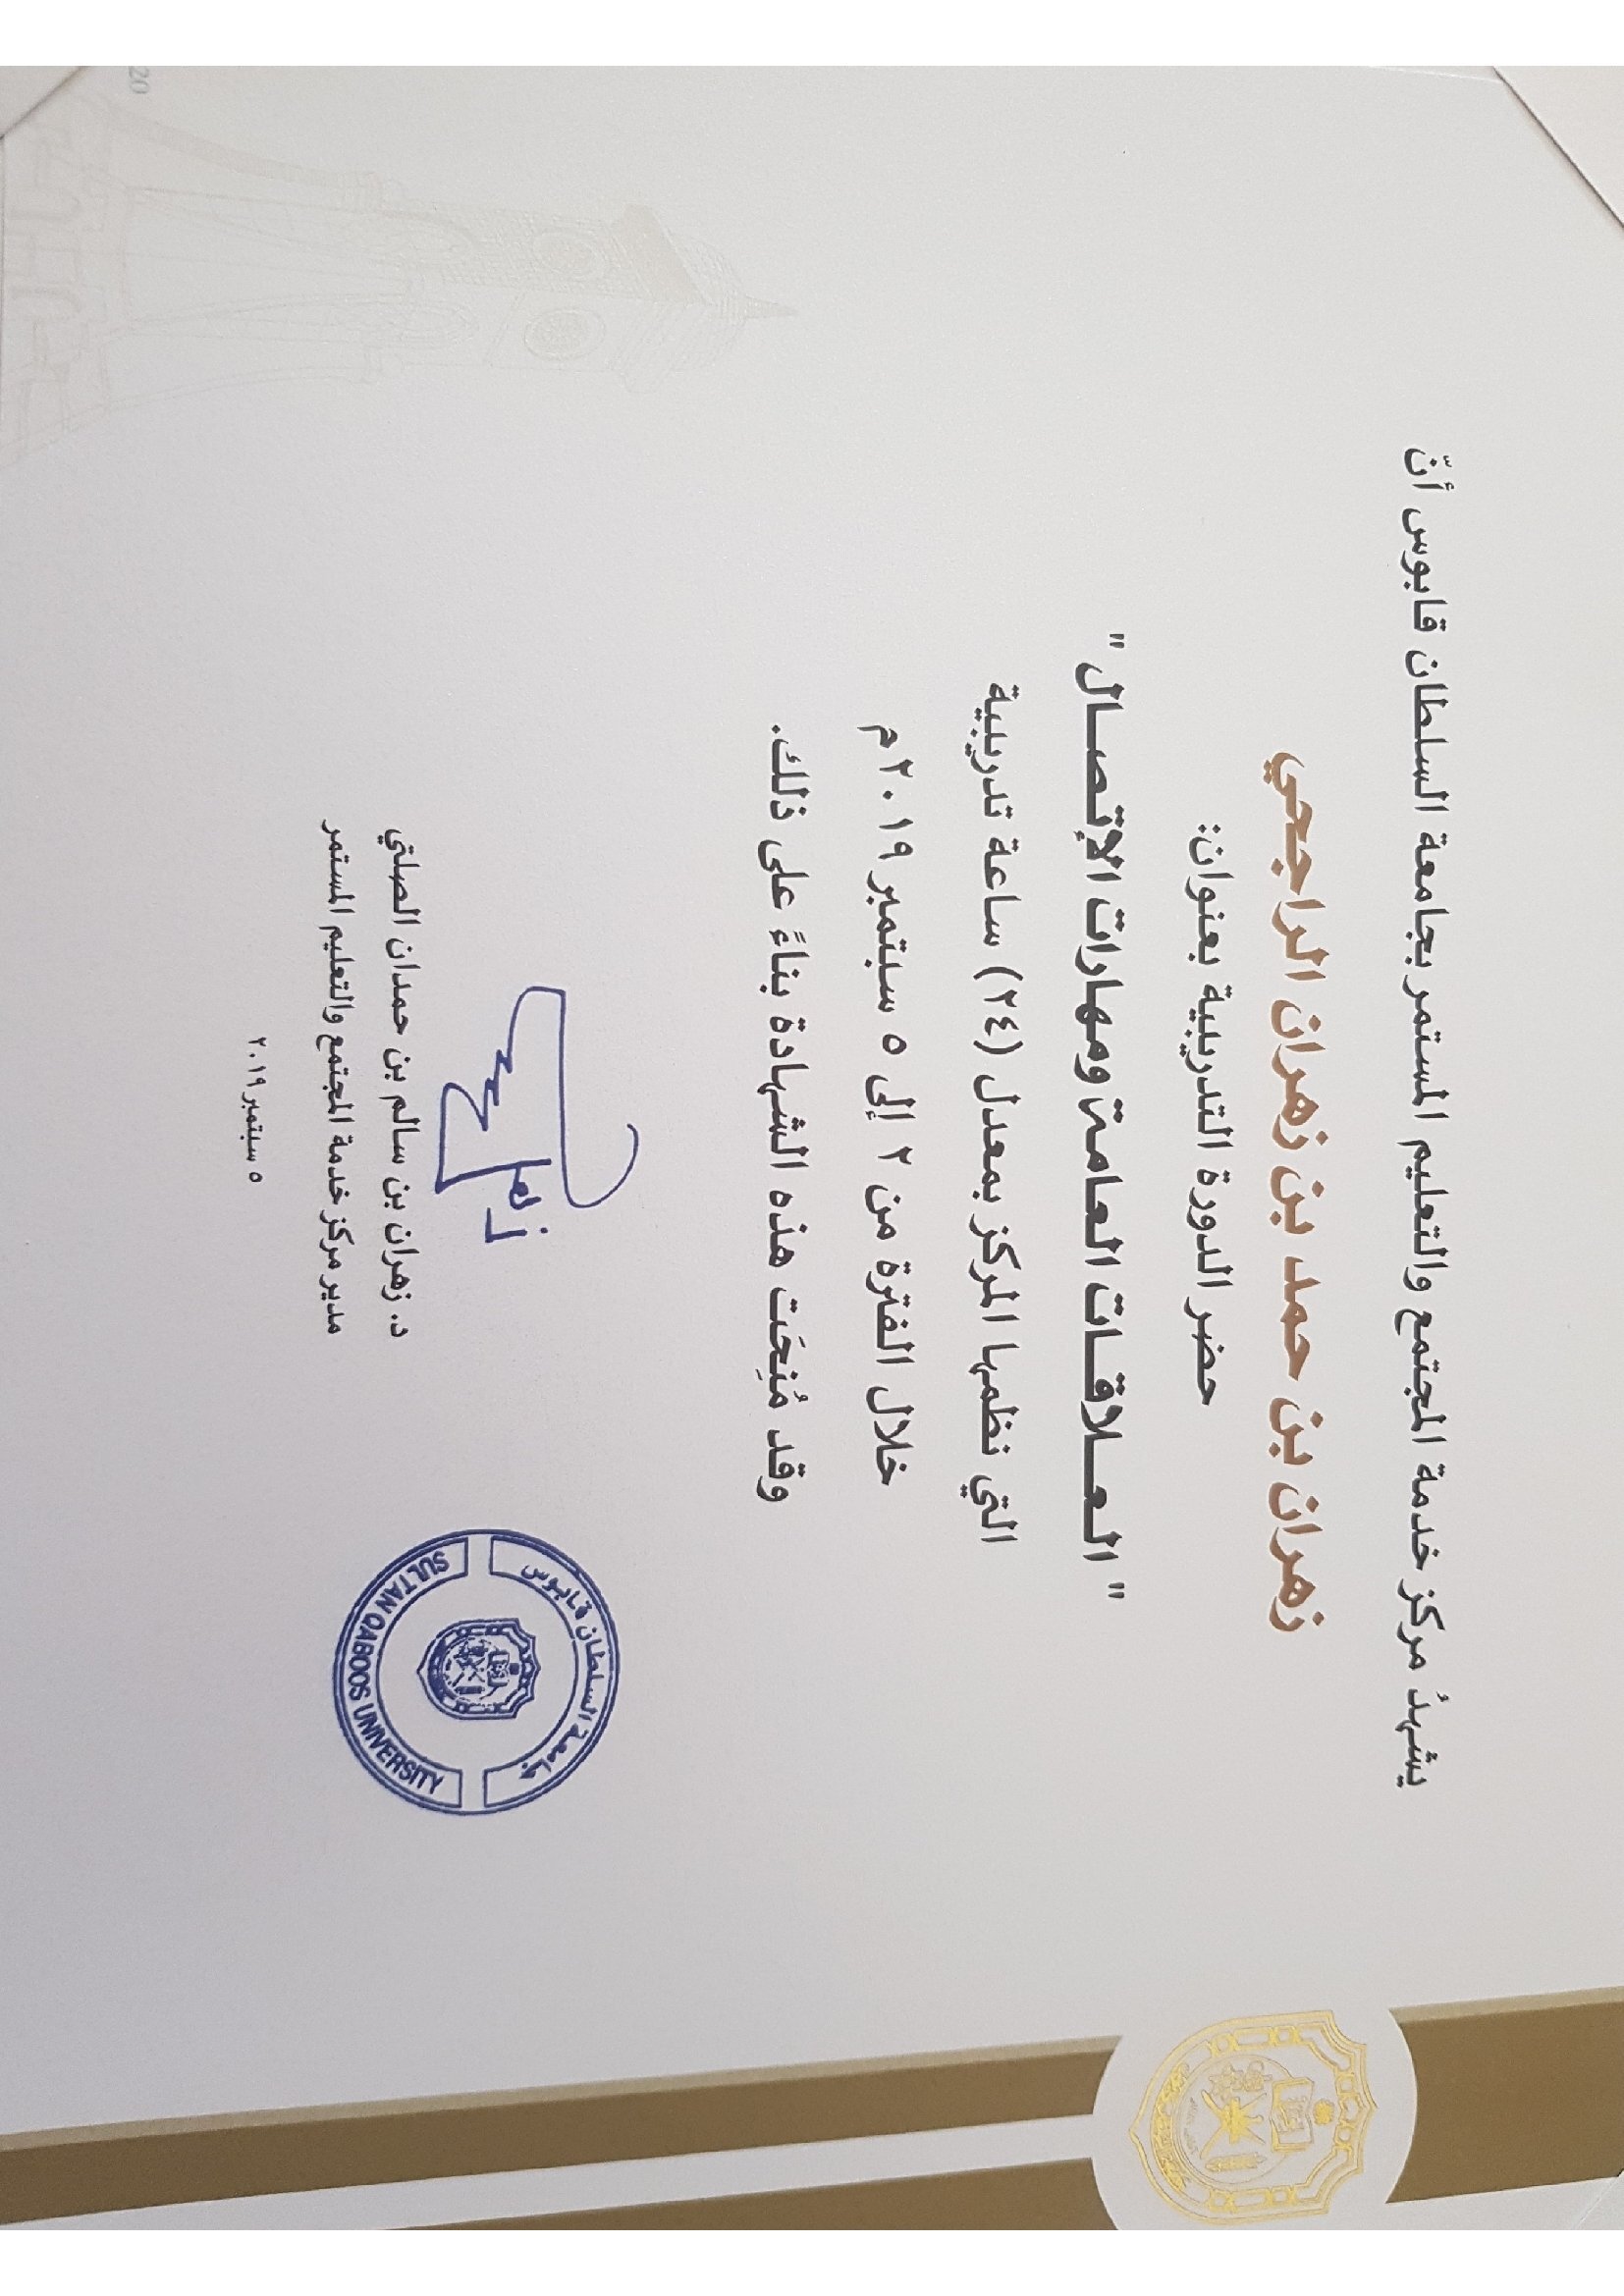 يشهدُ مركز خدمة المجتمع والتعليم المستمر بجامعة السلطان قابوس أنّ
زهران بن حمد بن زهران الراجحي
حضر الدورة التدريبية بعنوان:
" العـلاقـات العامة ومهارات الإتـصـال "
التي نظمها المركز بمعدل (٢٤) ساعة تدريبية
خلال الفترة من ٢ إلى ٥ سبتمبر ٢٠١٩م
وقد مُنِحَت هذه الشهادة بناءً على ذلك.
جامعة السلطان قابوس
SULTAN QABOOS UNIVERSITY
د. زهران بن سالم بن حمدان الصلتي
مدير مركز خدمة المجتمع والتعليم المستمر
٥ سبتمبر ٢٠١٩
20